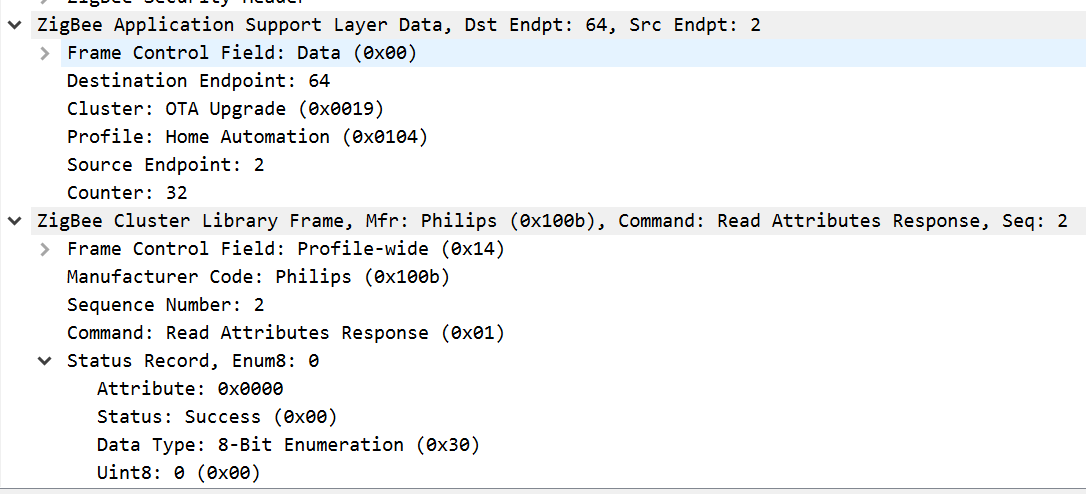 ZigBee Security Header
ZigBee Application Support Layer Data, Dst Endpt: 64, Src Endpt: 2
Frame Control Field: Data (0x00)
Destination Endpoint: 64
Cluster: OTA Upgrade (0x0019)
Profile: Home Automation (0x0104)
Source Endpoint: 2
Counter: 32
ZigBee Cluster Library Frame, Mfr: Philips (0x100b), Command: Read Attributes Response, Seq: 2
Frame Control Field: Profile-wide (0x14)
Manufacturer Code: Philips (0x100b)
Sequence Number: 2
Command: Read Attributes Response (0x01)
Status Record, Enum8: 0
Attribute: 0x0000
Status: Success (0x00)
Data Type: 8-Bit Enumeration (0x30)
Uint8: 0 (0x00)